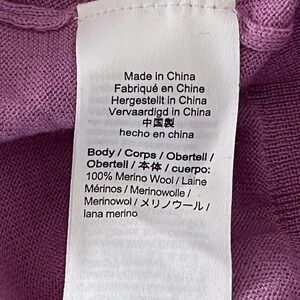 Made in China
Fabriqué en Chine
Hergestellt in China
Vervaardigd in China
中国製
hecho en china
Body / Corps / Oberteil /
Oberteil / 本体 / cuerpo:
100% Merino Wool / Laine
Mérinos / Merinowolle /
Merinowol / メリノウール /
lana merino